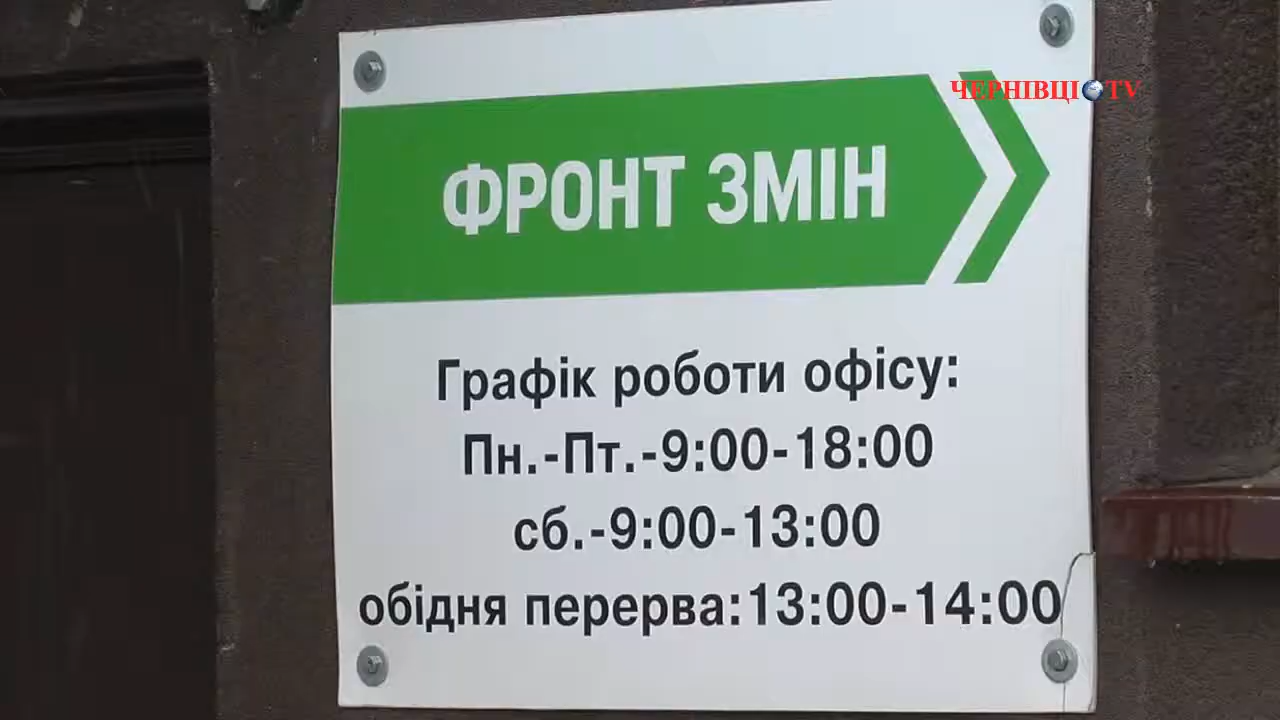 ЧЕРНІВЦІ TV
ФРОНТ ЗМІН
Графік роботи офісу:
Пн.-Пт.-9:00-18:00
сб.-9:00-13:00
обідня перерва:13:00-14:00